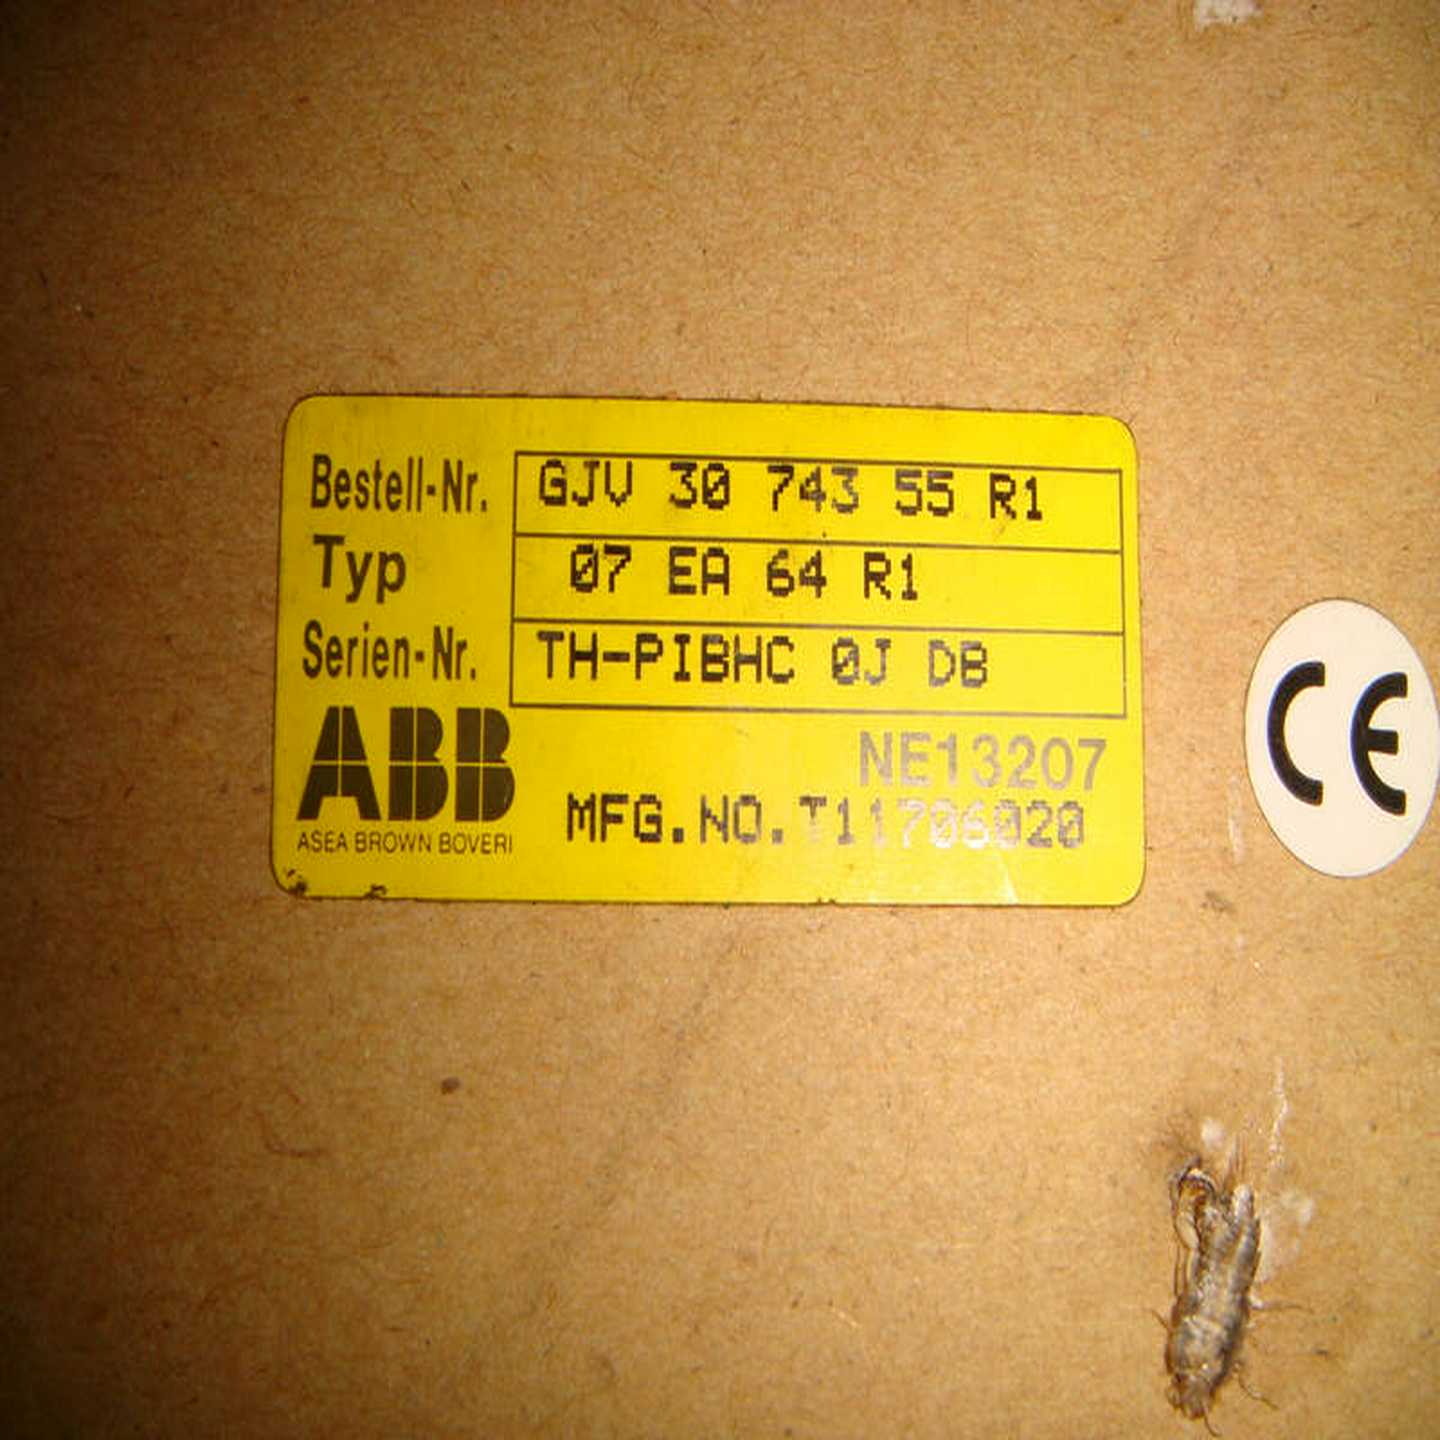 Bestell-Nr. GJV 30 743 55 R1
Typ 07 EA 64 R1
Serien-Nr. TH-PIBHC 0J DB
ABB
ASEA BROWN BOVERI
NE13207
MFG.NO.T11706020
CE